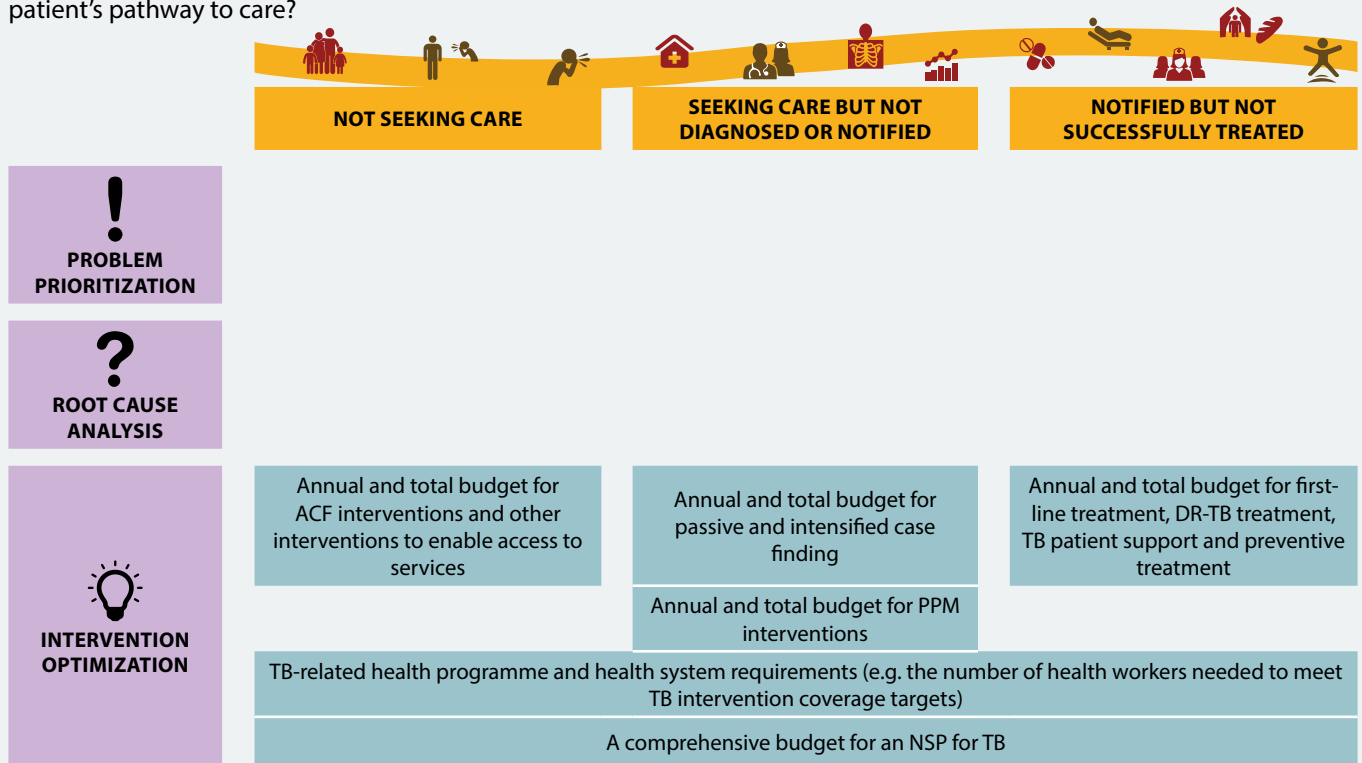 patient's pathway to care?
NOT SEEKING CARE
SEEKING CARE BUT NOT
DIAGNOSED OR NOTIFIED
NOTIFIED BUT NOT
SUCCESSFULLY TREATED
!
PROBLEM
PRIORITIZATION
?
ROOT CAUSE
ANALYSIS
INTERVENTION
OPTIMIZATION
Annual and total budget for
ACF interventions and other
interventions to enable access to
services
Annual and total budget for
passive and intensified case
finding
Annual and total budget for first-
line treatment, DR-TB treatment,
TB patient support and preventive
treatment
Annual and total budget for PPM
interventions
TB-related health programme and health system requirements (e.g. the number of health workers needed to meet
TB intervention coverage targets)
A comprehensive budget for an NSP for TB